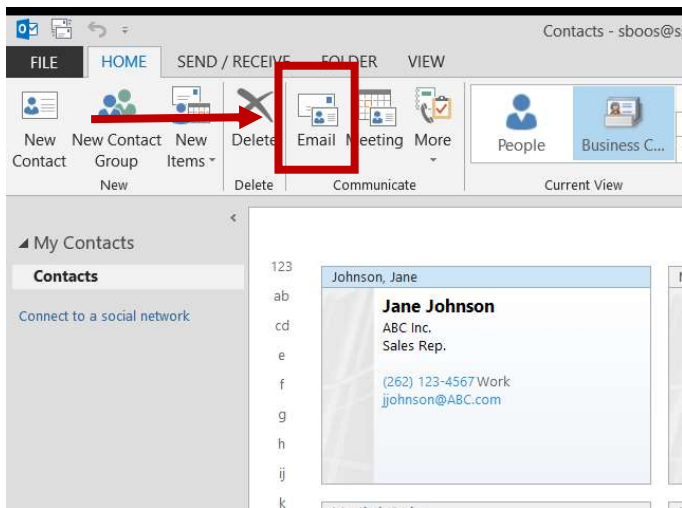 Contacts - sboos@s
FILE HOME SEND / RECEIVE FOLDER VIEW
New Contact
New Contact Group
New Items
Delete
Email
Meeting
More
People
Business C...
New
Delete
Communicate
Current View
My Contacts
Contacts
Connect to a social network
123
ab
cd
e
f
g
h
ij
k
Johnson, Jane
Jane Johnson
ABC Inc.
Sales Rep.
(262) 123-4567 Work
jjohnson@ABC.com